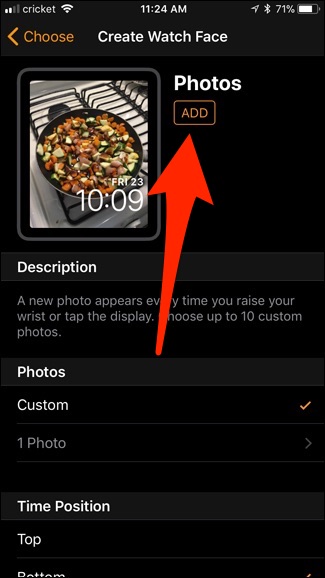 cricket 11:24 AM 71%
Choose Create Watch Face
Photos
ADD
FRI 23
10:09
Description
A new photo appears every time you raise your
wrist or tap the display. Choose up to 10 custom
photos.
Photos
Custom
1 Photo
Time Position
Top
Bottom